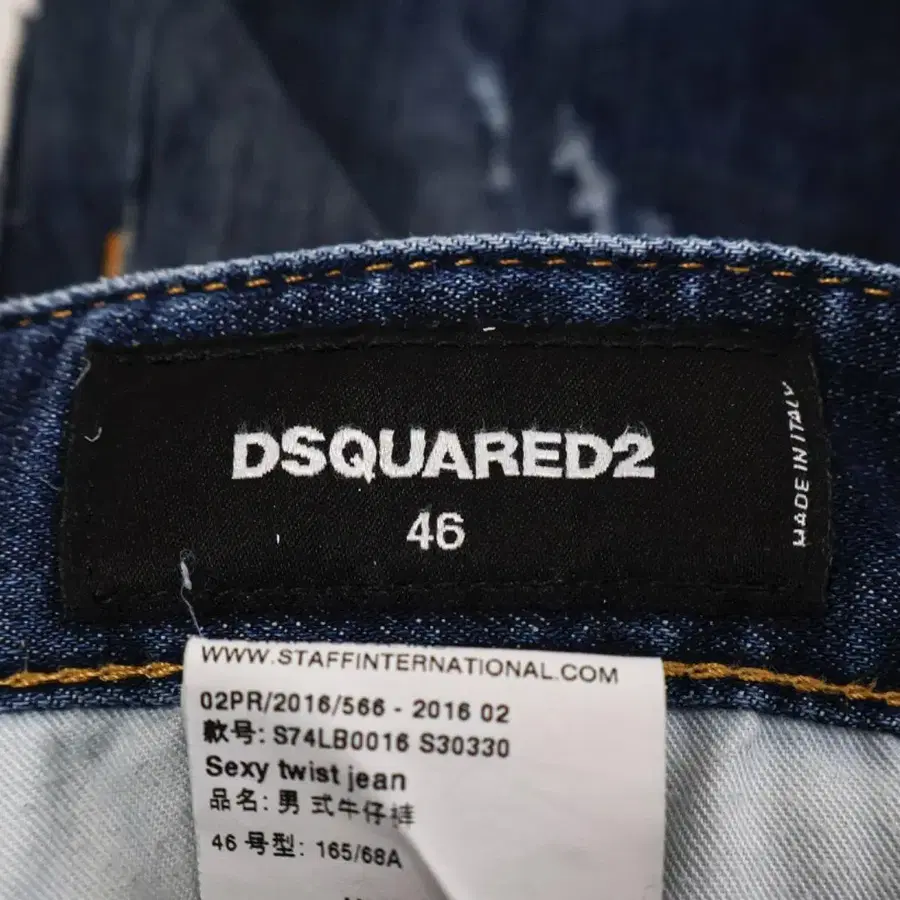 DSQUARED2
46
MADE IN ITALY
WWW.STAFFINTERNATIONAL.COM
02PR/2016/566 - 2016 02
款号: S74LB0016 S30330
Sexy twist jean
品名: 男 式牛仔裤
46 号型: 165/68A